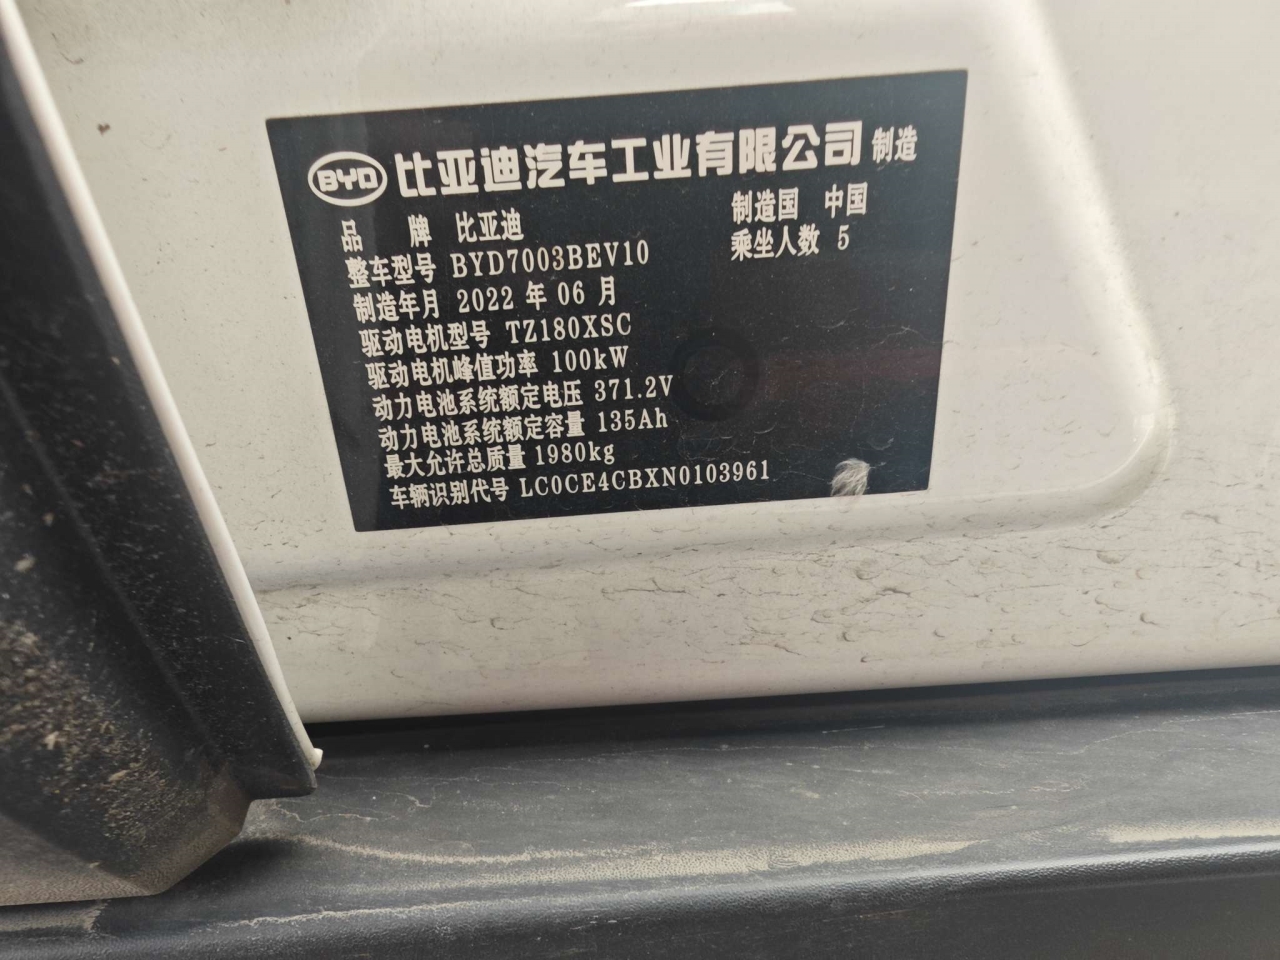 BYD 比亚迪汽车工业有限公司 制造
品 牌 比亚迪 制造国 中国
整车型号 BYD7003BEV10 乘坐人数 5
制造年月 2022 年 06 月
驱动电机型号 TZ180XSC
驱动电机峰值功率 100kW
动力电池系统额定电压 371.2V
动力电池系统额定容量 135Ah
最大允许总质量 1980kg
车辆识别代号 LC0CE4CBXN0103961